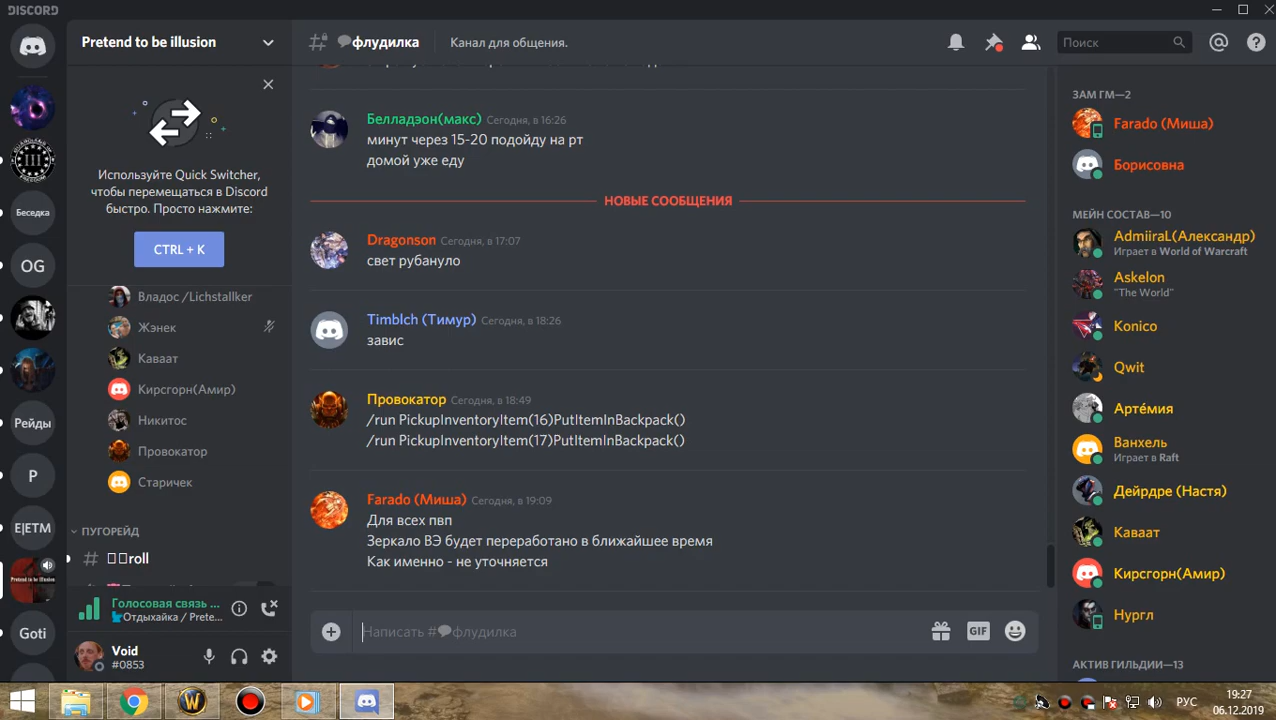 DISCORD
Pretend to be illusion
флудилка
Канал для общения.
Поиск
Используйте Quick Switcher,
чтобы перемещаться в Discord
быстро. Просто нажмите:
CTRL + K
Беседка
OG
Рейды
P
E|ETM
Pretend to be illusion
Goti
Владос /Lichstallker
Жэнек
Каваат
Кирсгорн(Амир)
Никитос
Провокатор
Старичек
ПУГОРЕЙД
roll
Голосовая связь ...
Отдыхайка / Prete...
Void
#0853
Белладэон(макс) Сегодня, в 16:26
минут через 15-20 подойду на рт
домой уже еду
НОВЫЕ СООБЩЕНИЯ
Dragonson Сегодня, в 17:07
свет рубануло
Timblch (Тимур) Сегодня, в 18:26
завис
Провокатор Сегодня, в 18:49
/run PickupInventoryItem(16)PutItemInBackpack()
/run PickupInventoryItem(17)PutItemInBackpack()
Farado (Миша) Сегодня, в 19:09
Для всех пвп
Зеркало ВЭ будет переработано в ближайшее время
Как именно - не уточняется
Написать #флудилка
GIF
ЗАМ ГМ—2
Farado (Миша)
Борисовна
МЕЙН СОСТАВ—10
AdmiiraL(Александр)
Играет в World of Warcraft
Askelon
"The World"
Konico
Qwit
Артéмия
Ванхель
Играет в Raft
Дейрдре (Настя)
Каваат
Кирсгорн(Амир)
Нургл
АКТИВ ГИЛЬДИИ—13
РУС
19:27
06.12.2019